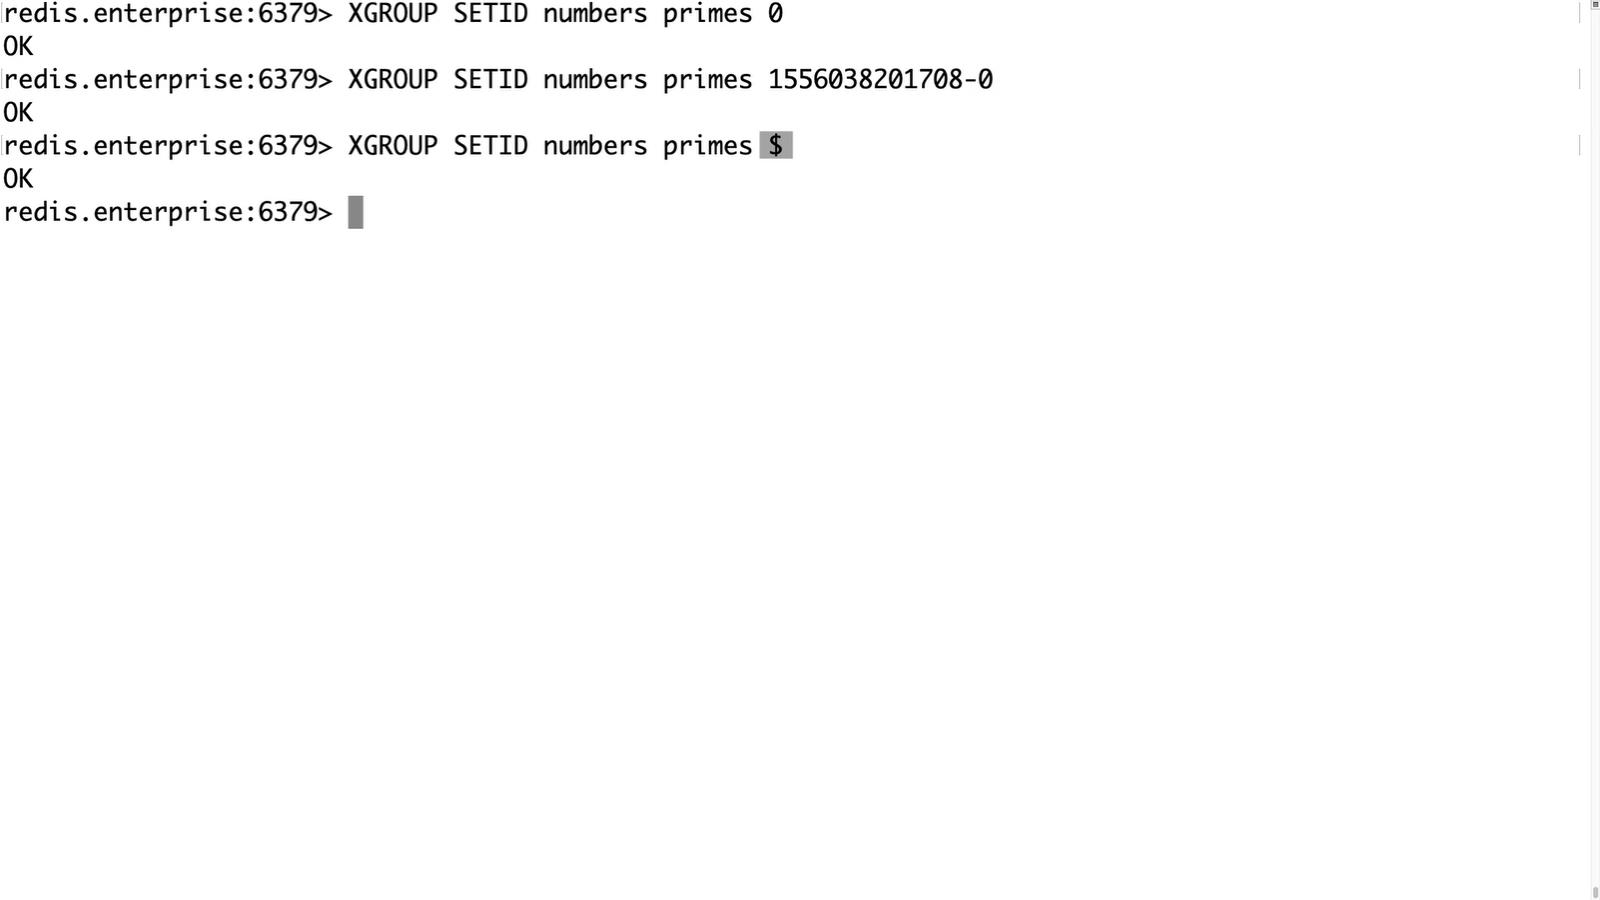 redis.enterprise:6379> XGROUP SETID numbers primes 0
OK
redis.enterprise:6379> XGROUP SETID numbers primes 1556038201708-0
OK
redis.enterprise:6379> XGROUP SETID numbers primes $
OK
redis.enterprise:6379>